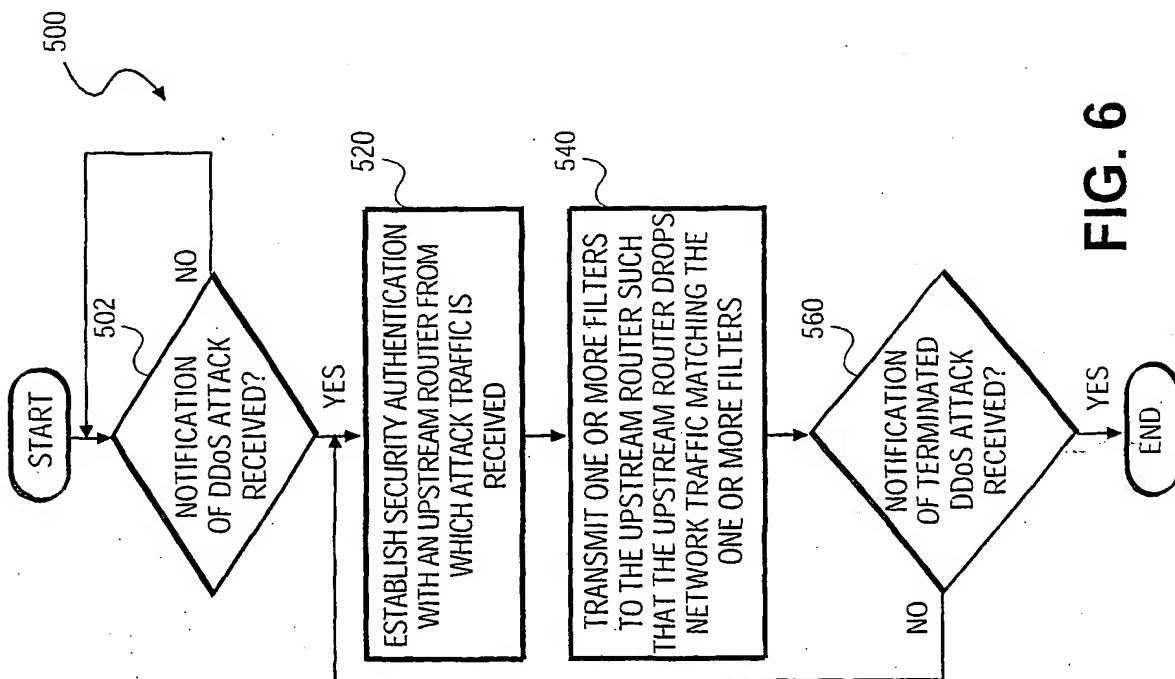 500
START
502
NOTIFICATION
OF DDoS ATTACK
RECEIVED?
NO
YES
520
ESTABLISH SECURITY AUTHENTICATION
WITH AN UPSTREAM ROUTER FROM
WHICH ATTACK TRAFFIC IS
RECEIVED
540
TRANSMIT ONE OR MORE FILTERS
TO THE UPSTREAM ROUTER SUCH
THAT THE UPSTREAM ROUTER DROPS
NETWORK TRAFFIC MATCHING THE
ONE OR MORE FILTERS
560
NOTIFICATION
OF TERMINATED
DDoS ATTACK
RECEIVED?
NO
YES
END
FIG. 6